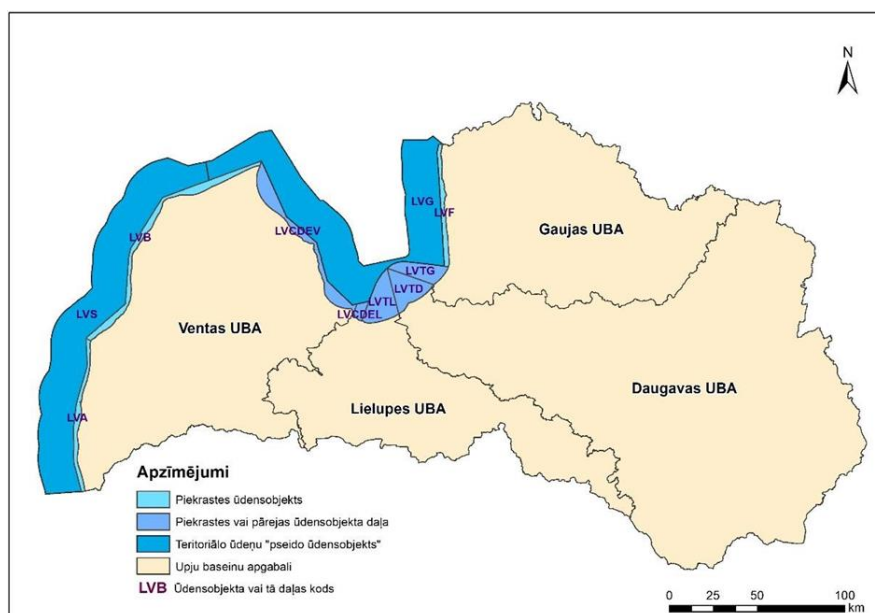 N
LVG
LVF
LVB
LVCDEV
Gaujas UBA
LVTG
LVTD
LVTL
LVCDEL
LVS
Ventas UBA
Daugavas UBA
Lielupes UBA
LVA
Apzīmējumi
Piekrastes ūdensobjekts
Piekrastes vai pārejas ūdensobjekta daļa
Teritoriālo ūdeņu "pseido ūdensobjekts"
Upju baseinu apgabali
LVB Ūdensobjekta vai tā daļas kods
0 25 50 100
km